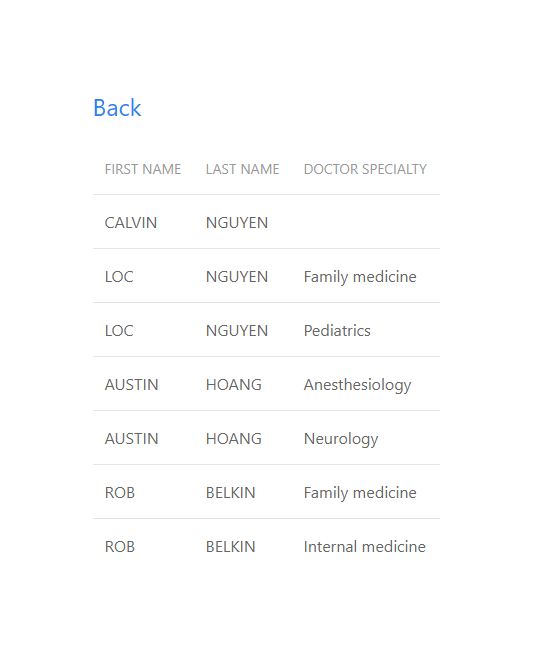 Back
FIRST NAME LAST NAME DOCTOR SPECIALTY
CALVIN NGUYEN
LOC NGUYEN Family medicine
LOC NGUYEN Pediatrics
AUSTIN HOANG Anesthesiology
AUSTIN HOANG Neurology
ROB BELKIN Family medicine
ROB BELKIN Internal medicine